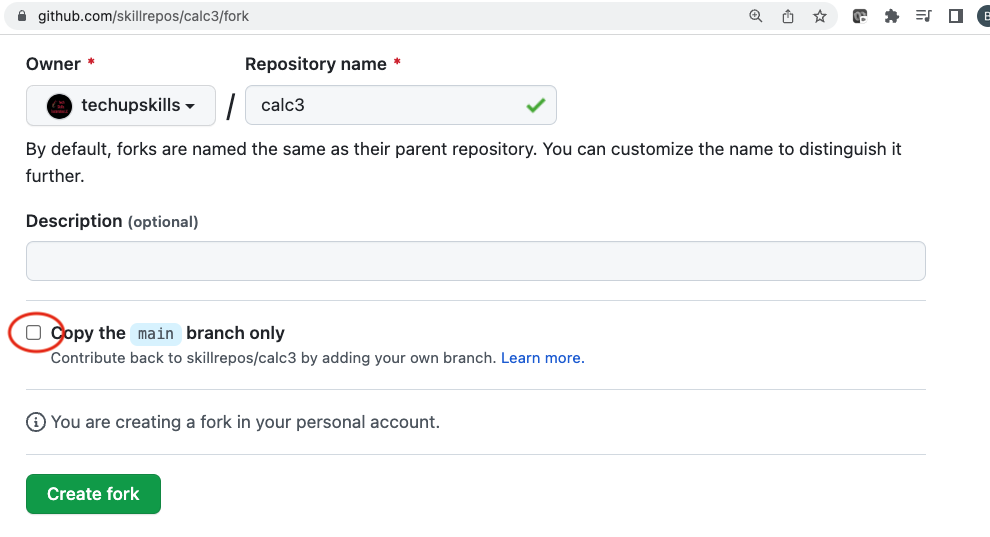 github.com/skillrepos/calc3/fork
B
Owner * Repository name *
techupskills / calc3
By default, forks are named the same as their parent repository. You can customize the name to distinguish it
further.
Description (optional)
Copy the main branch only
Contribute back to skillrepos/calc3 by adding your own branch. Learn more.
You are creating a fork in your personal account.
Create fork